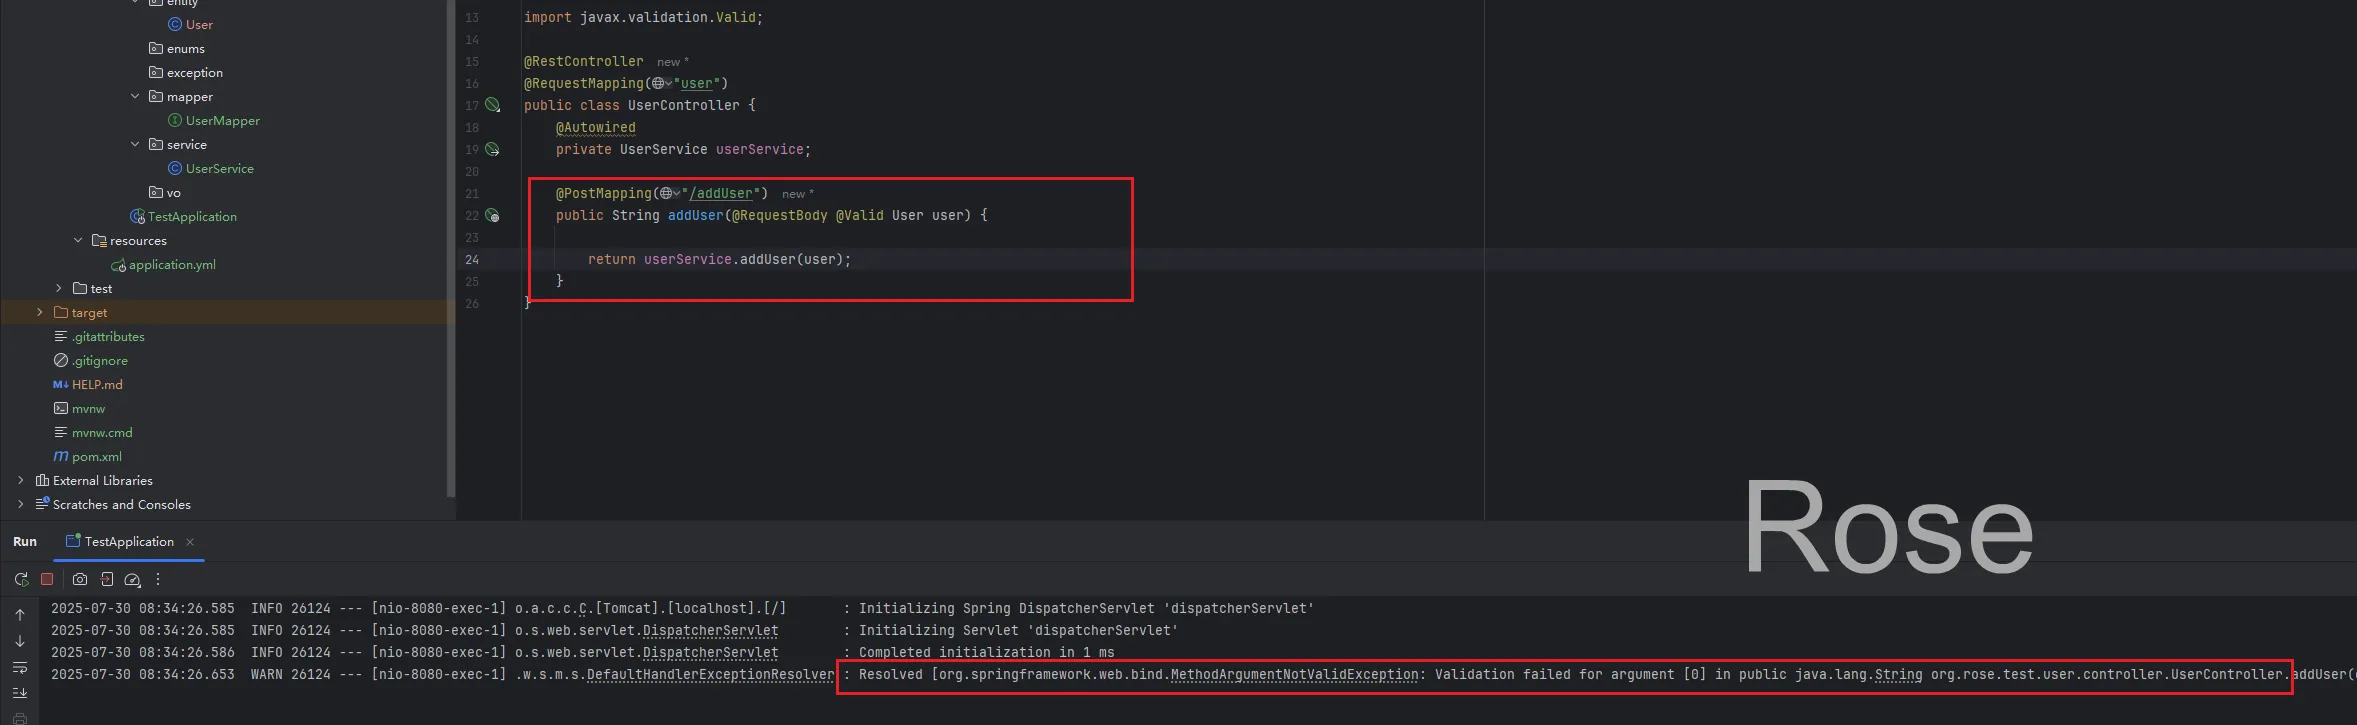 entity
User
enums
exception
mapper
UserMapper
service
UserService
vo
TestApplication
resources
application.yml
test
target
.gitattributes
.gitignore
M↓ HELP.md
mvnw
mvnw.cmd
m pom.xml
External Libraries
Scratches and Consoles
13 import javax.validation.Valid;
14
15 @RestController new *
16 @RequestMapping("user")
17 public class UserController {
18 @Autowired
19 private UserService userService;
20
21 @PostMapping("/addUser") new *
22 public String addUser(@RequestBody @Valid User user) {
23
24 return userService.addUser(user);
25 }
26 }
Rose
Run TestApplication ×
2025-07-30 08:34:26.585 INFO 26124 --- [nio-8080-exec-1] o.a.c.c.C.[Tomcat].[localhost].[/] : Initializing Spring DispatcherServlet 'dispatcherServlet'
2025-07-30 08:34:26.585 INFO 26124 --- [nio-8080-exec-1] o.s.web.servlet.DispatcherServlet : Initializing Servlet 'dispatcherServlet'
2025-07-30 08:34:26.586 INFO 26124 --- [nio-8080-exec-1] o.s.web.servlet.DispatcherServlet : Completed initialization in 1 ms
2025-07-30 08:34:26.653 WARN 26124 --- [nio-8080-exec-1] .w.s.m.s.DefaultHandlerExceptionResolver : Resolved [org.springframework.web.bind.MethodArgumentNotValidException: Validation failed for argument [0] in public java.lang.String org.rose.test.user.controller.UserController.addUser(